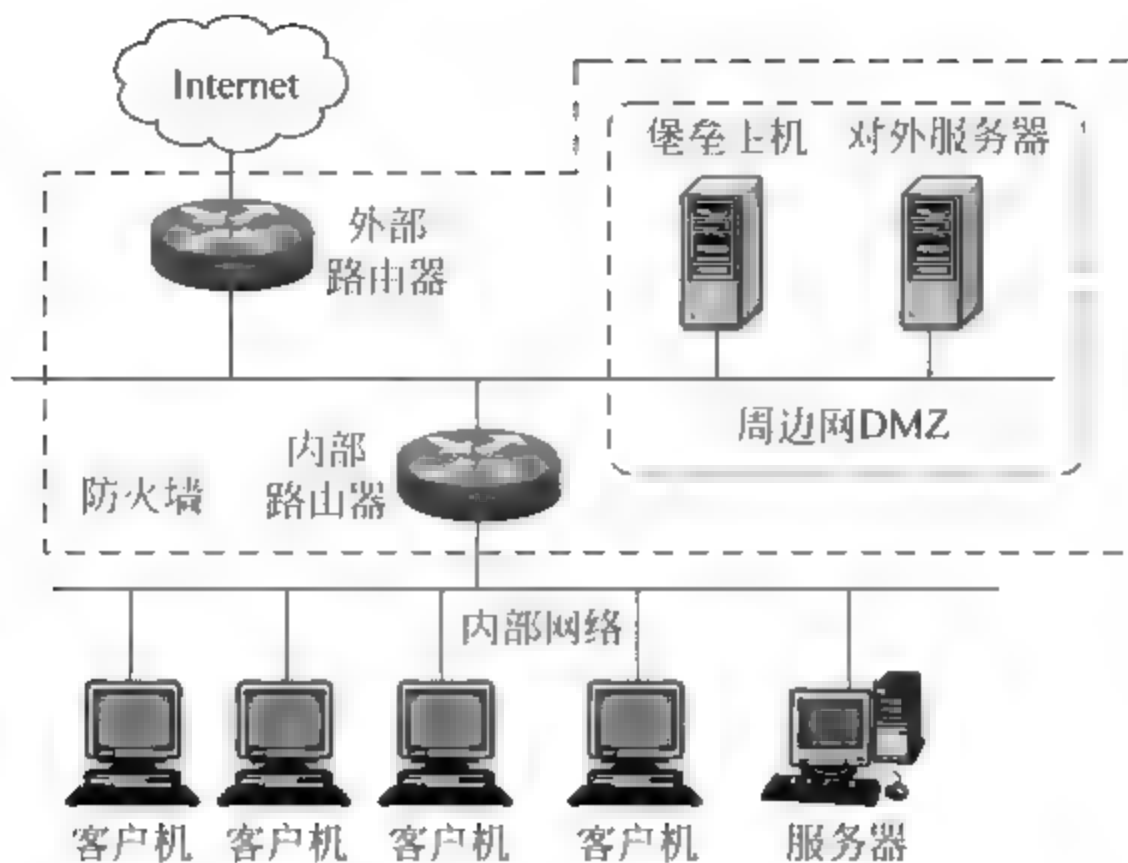 Internet
堡垒主机
对外服务器
外部
路由器
周边网DMZ
内部
路由器
防火墙
内部网络
客户机
客户机
客户机
客户机
服务器